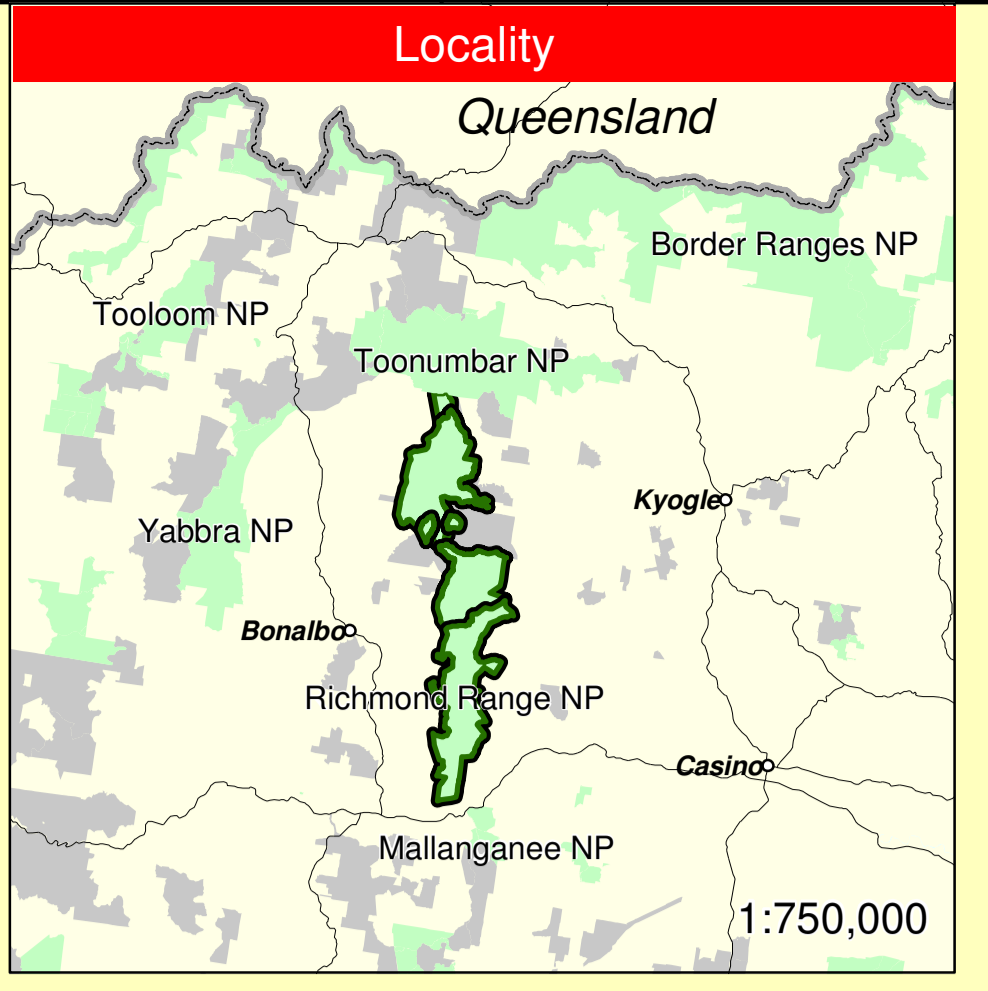 Locality
Queensland
Border Ranges NP
Tooloom NP
Toonumbar NP
Kyogle
Yabbra NP
Bonalbo
Richmond Range NP
Casino
Mallanganee NP
1:750,000